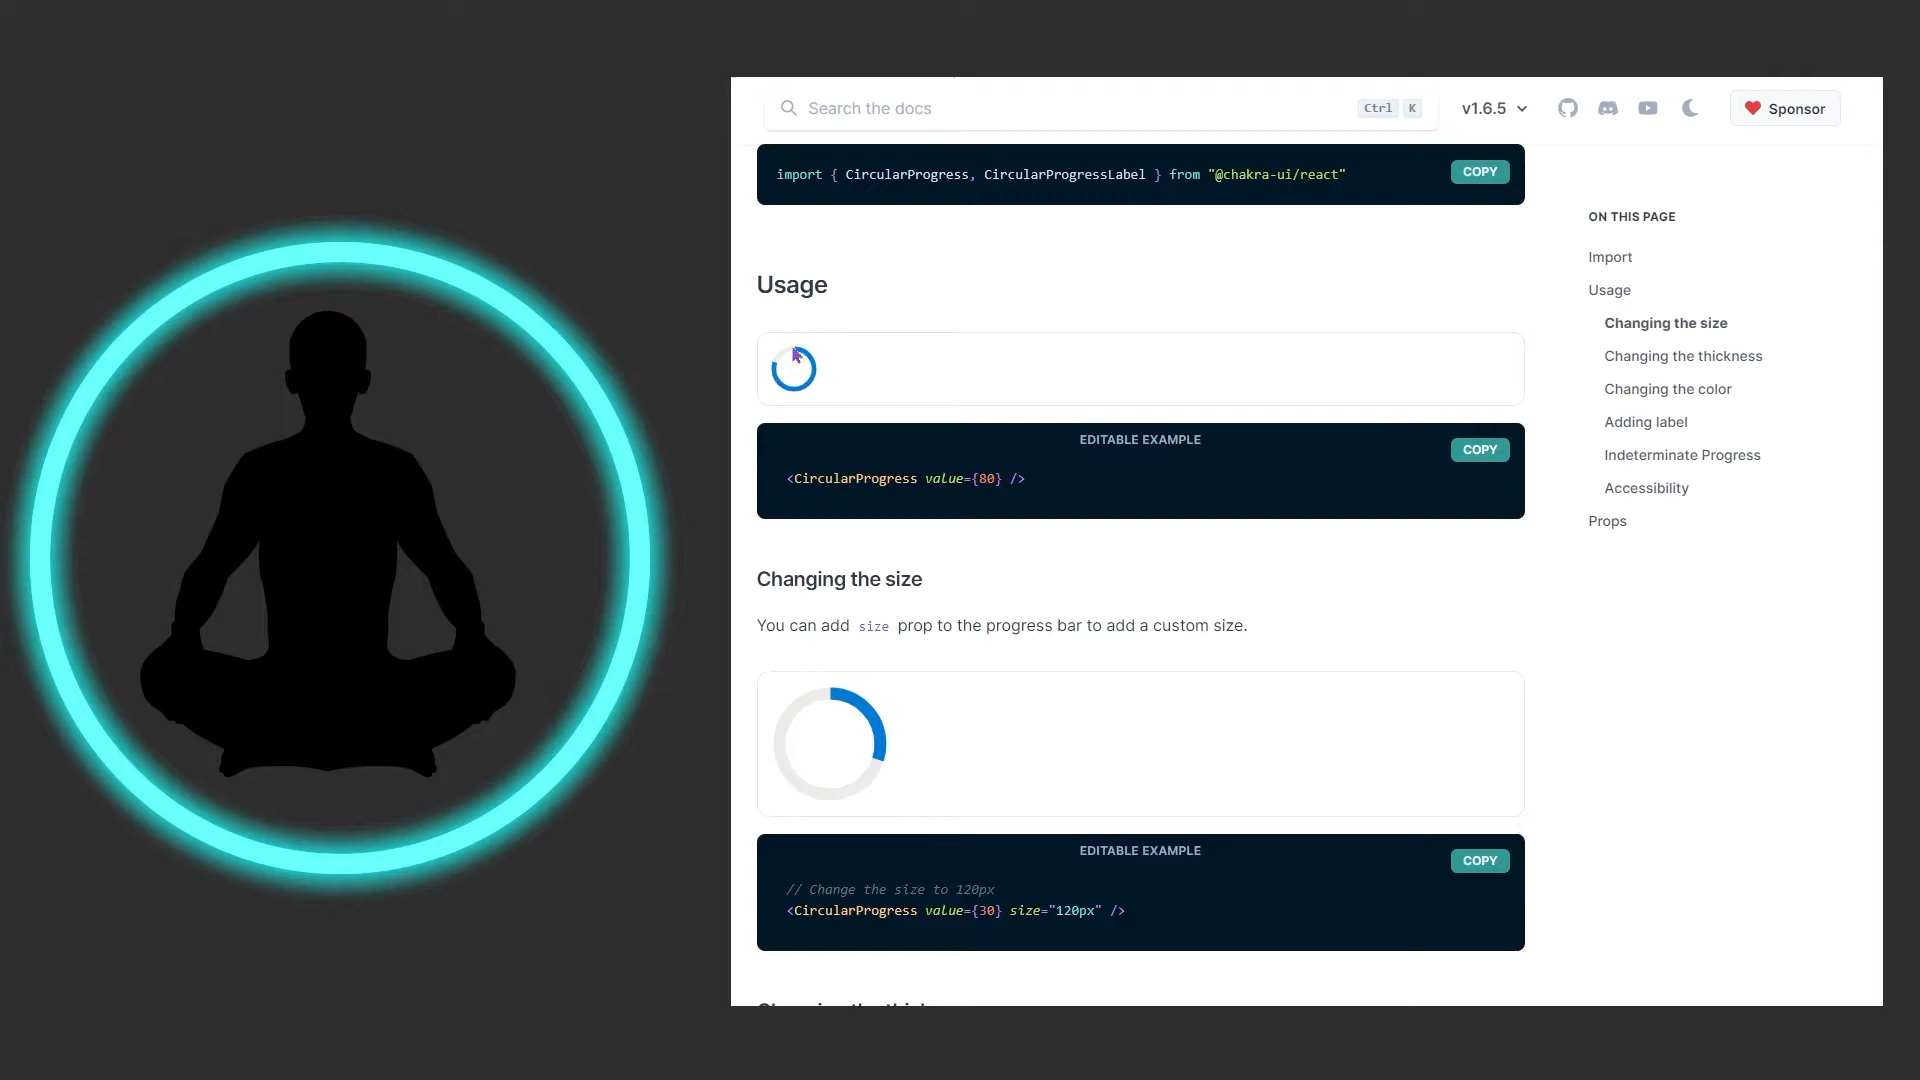 Search the docs
Ctrl K
v1.6.5
Sponsor
import { CircularProgress, CircularProgressLabel } from "@chakra-ui/react"
COPY
Usage
EDITABLE EXAMPLE
COPY
<CircularProgress value={80} />
Changing the size
You can add size prop to the progress bar to add a custom size.
EDITABLE EXAMPLE
COPY
// Change the size to 120px
<CircularProgress value={30} size="120px" />
ON THIS PAGE
Import
Usage
Changing the size
Changing the thickness
Changing the color
Adding label
Indeterminate Progress
Accessibility
Props